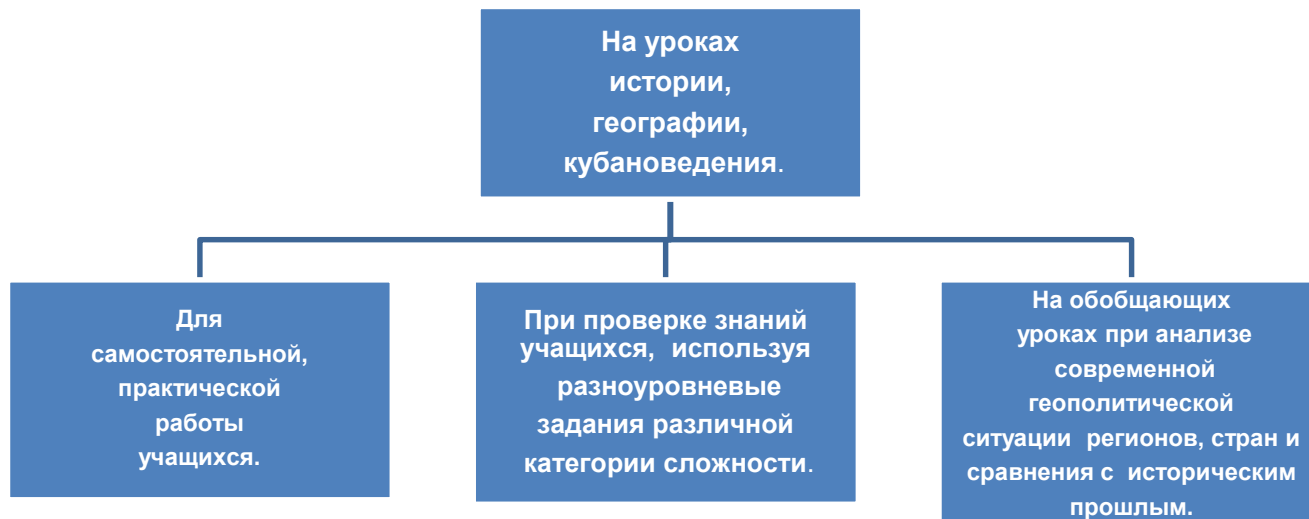 На уроках
истории,
географии,
кубановедения.
Для
самостоятельной,
практической
работы
учащихся.
При проверке знаний
учащихся, используя
разноуровневые
задания различной
категории сложности.
На обобщающих
уроках при анализе
современной
геополитической
ситуации регионов, стран и
сравнения с историческим
прошлым.